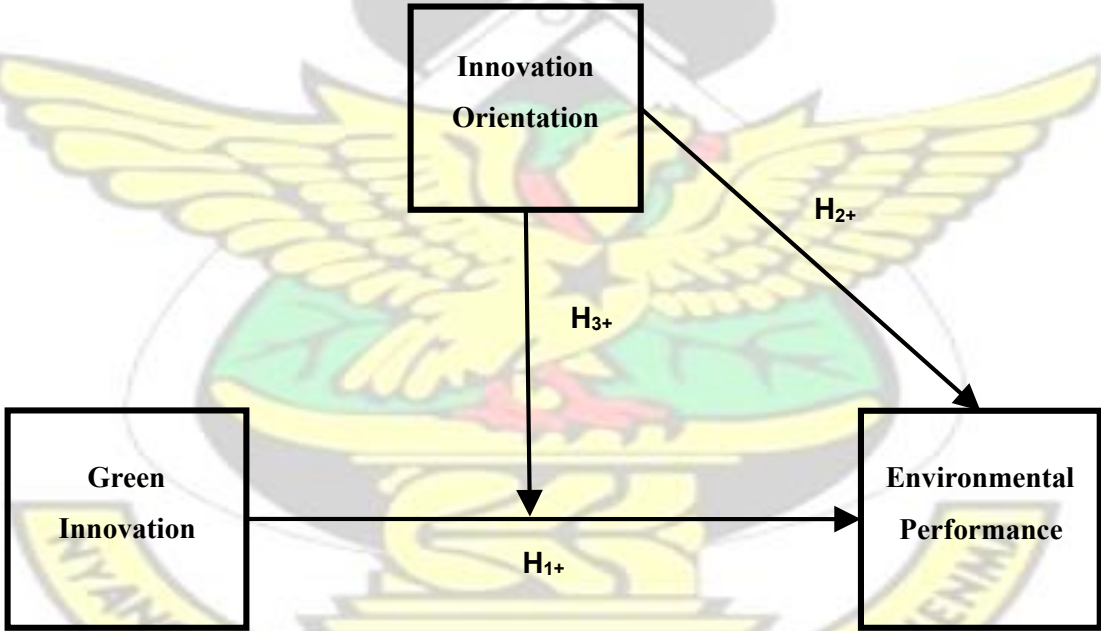 Innovation
Orientation
H2+
H3+
Green
Innovation
Environmental
Performance
H1+